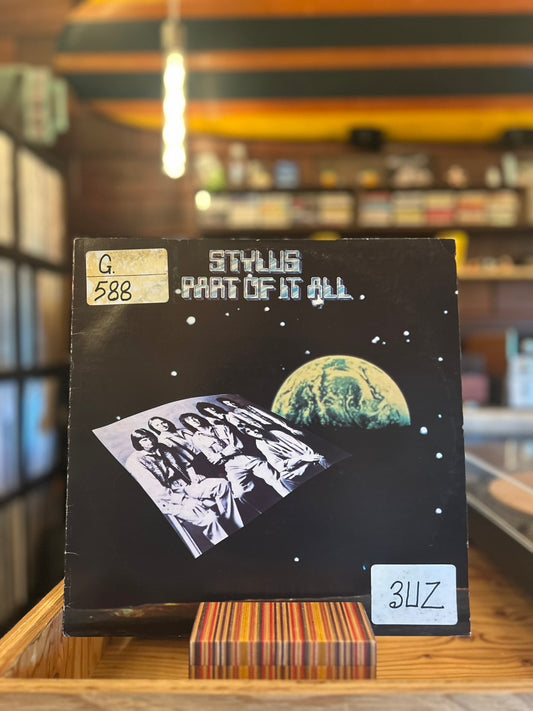 G.
588
STYLUS
PART OF IT ALL
3UZ